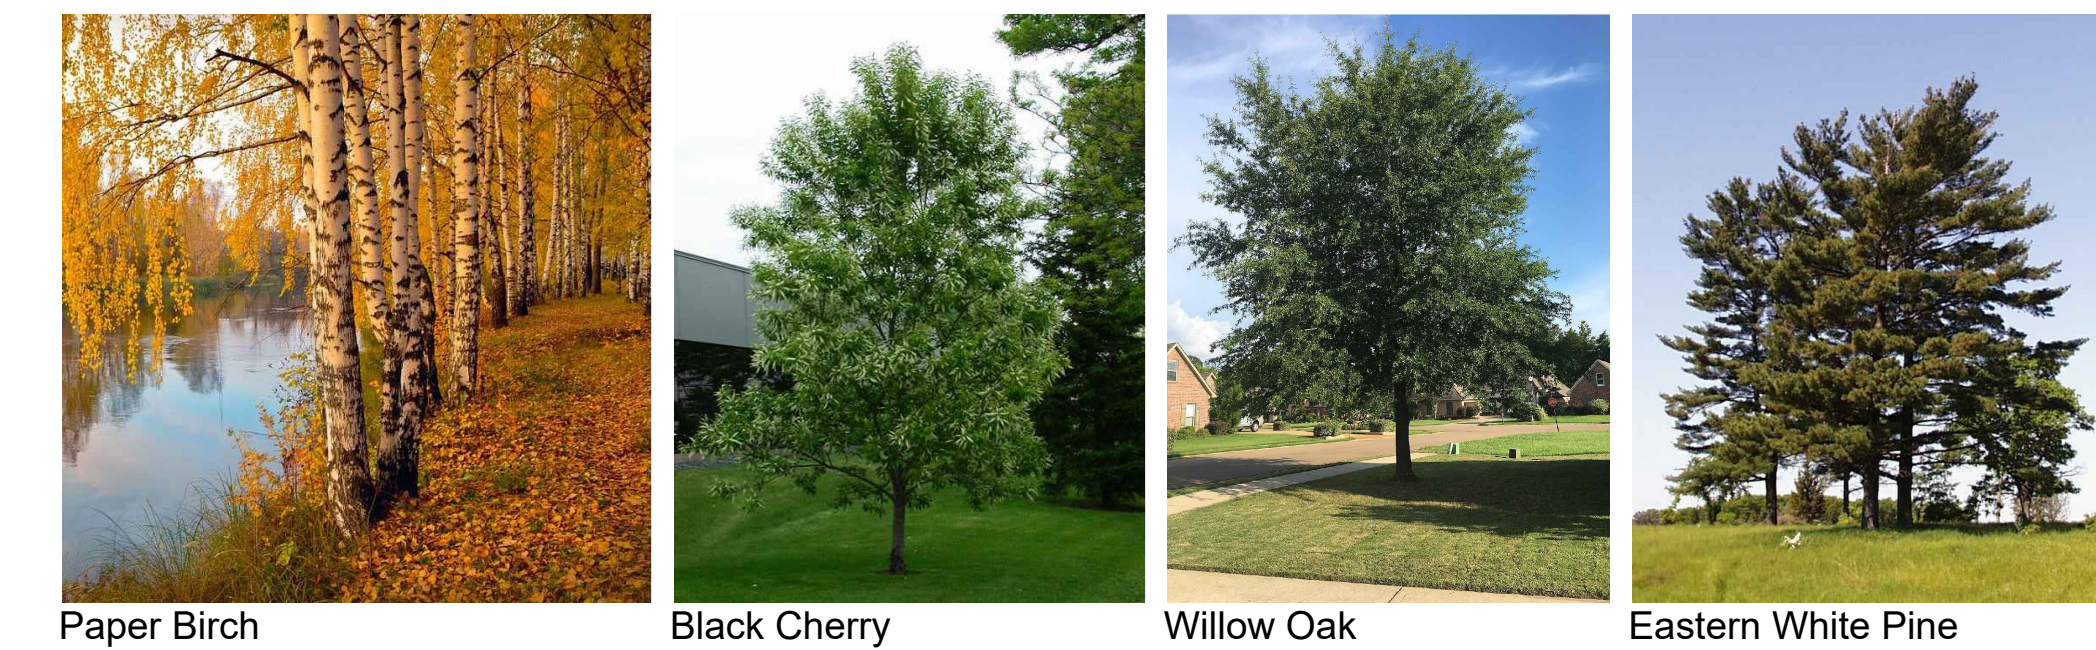 Paper Birch
Black Cherry
Willow Oak
Eastern White Pine